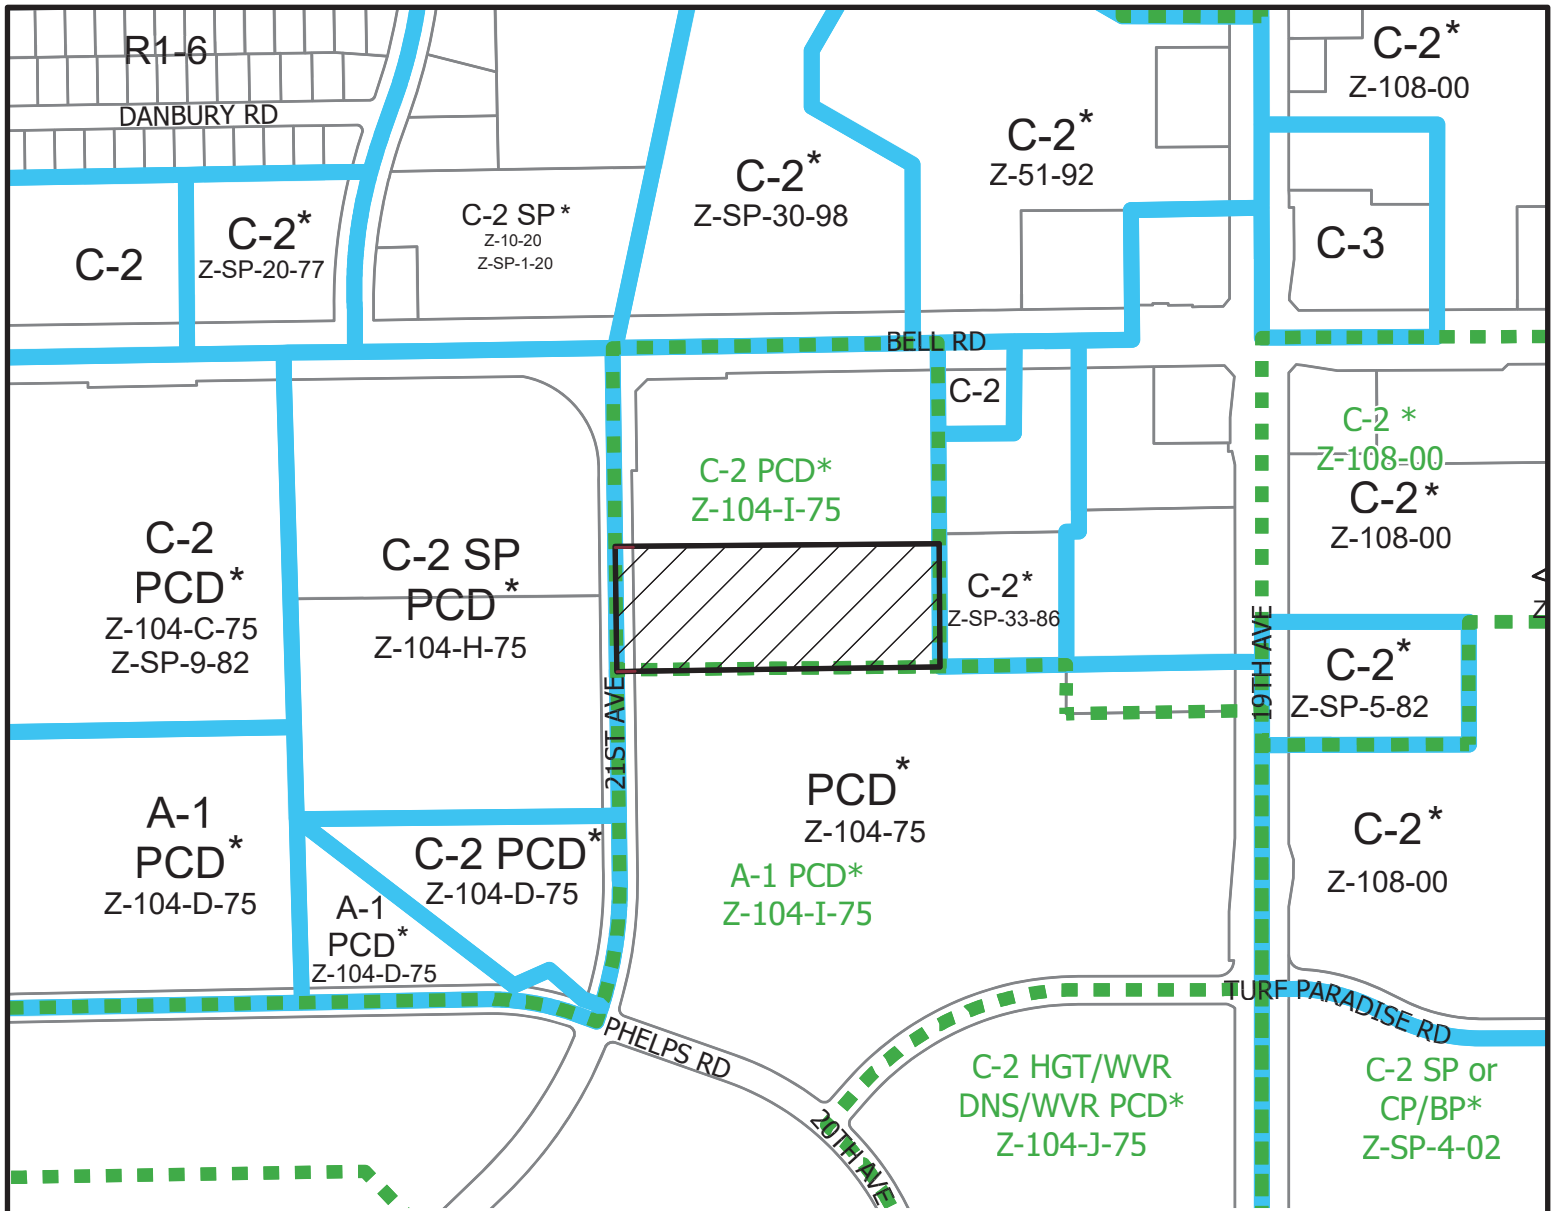 R1-6
DANBURY RD
C-2*
Z-108-00
C-2*
Z-51-92
C-2*
Z-SP-30-98
C-2 SP*
Z-10-20
Z-SP-1-20
C-2
C-2*
Z-SP-20-77
C-3
BELL RD
C-2
C-2 *
Z-108-00
C-2*
Z-108-00
C-2 PCD*
Z-104-I-75
C-2
PCD*
Z-104-C-75
Z-SP-9-82
C-2 SP
PCD*
Z-104-H-75
C-2*
Z-SP-33-86
Z
19TH AVE
C-2*
Z-SP-5-82
21ST AVE
PCD*
Z-104-75
A-1 PCD*
Z-104-I-75
A-1
PCD*
Z-104-D-75
C-2 PCD*
Z-104-D-75
A-1
PCD*
Z-104-D-75
C-2*
Z-108-00
TURF PARADISE RD
PHELPS RD
20TH AVE
C-2 HGT/WVR
DNS/WVR PCD*
Z-104-J-75
C-2 SP or
CP/BP*
Z-SP-4-02